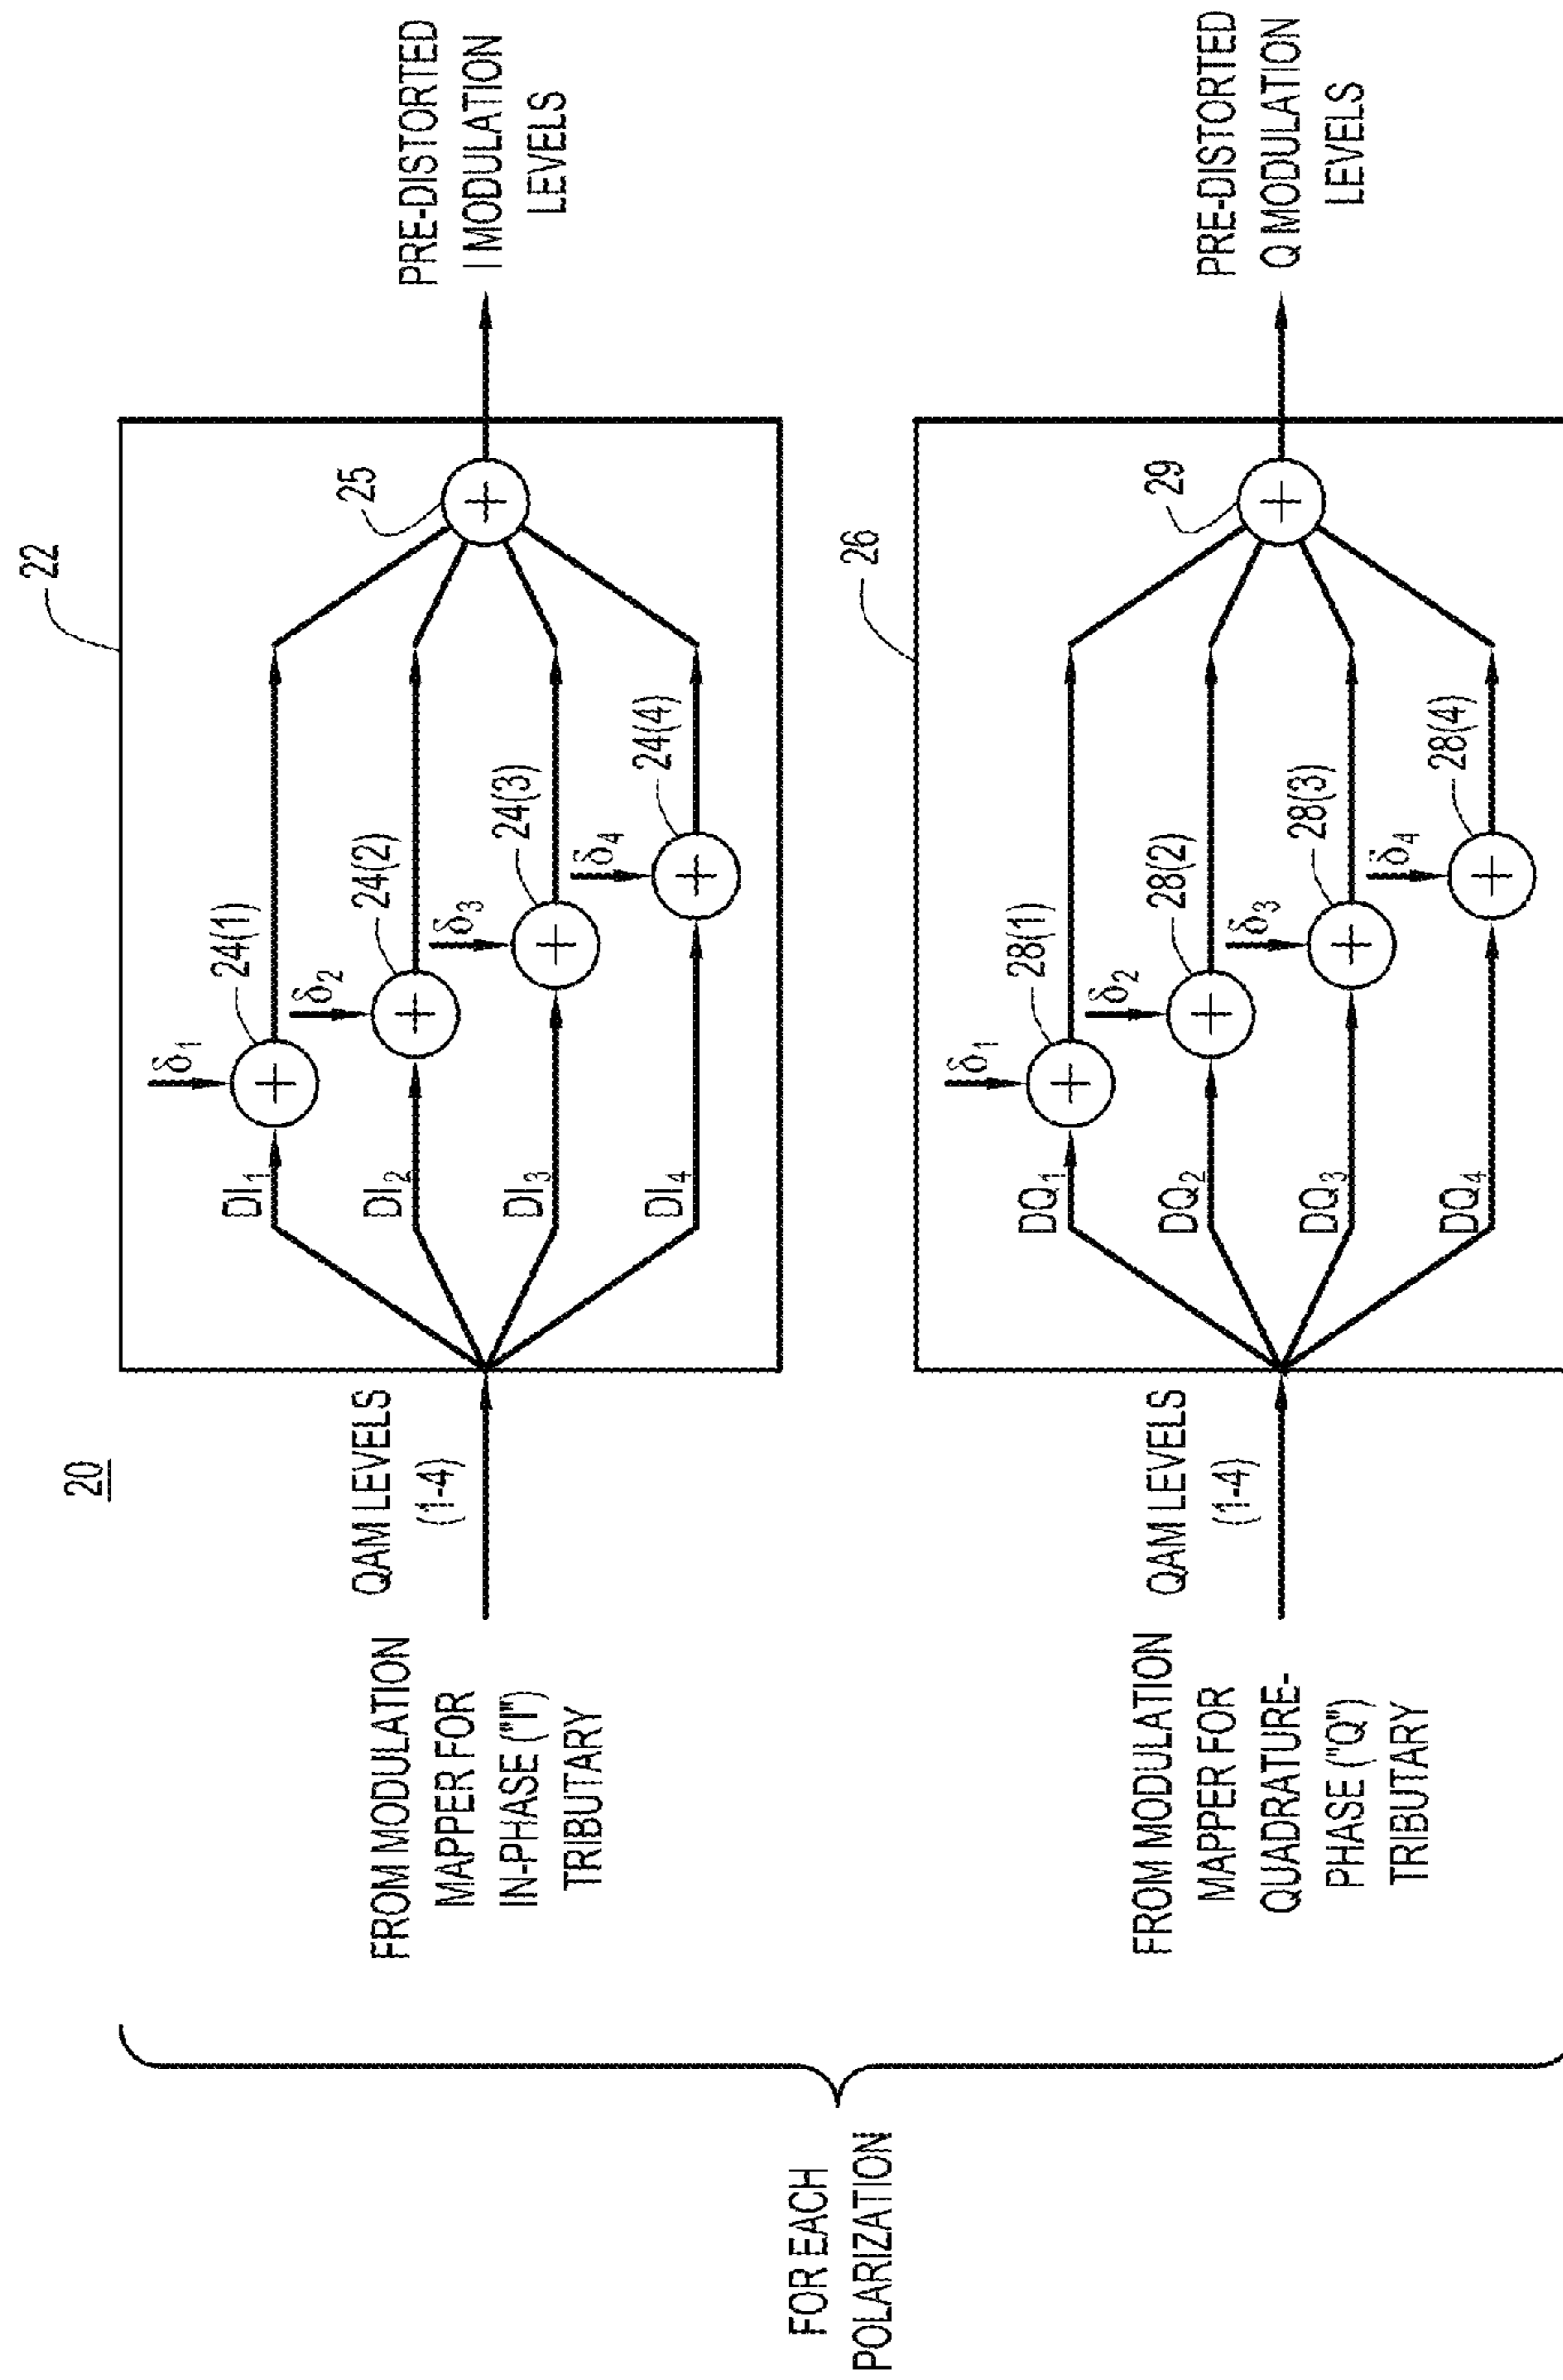 20
FOR EACH
POLARIZATION
FROM MODULATION
MAPPER FOR
IN-PHASE ("I")
TRIBUTARY
QAM LEVELS
(1-4)
22
DI1
DI2
DI3
DI4
δ1
δ2
δ3
δ4
+
+
+
+
24(1)
24(2)
24(3)
24(4)
25
+
PRE-DISTORTED
I MODULATION
LEVELS
FROM MODULATION
MAPPER FOR
QUADRATURE-
PHASE ("Q")
TRIBUTARY
QAM LEVELS
(1-4)
26
DQ1
DQ2
DQ3
DQ4
δ1
δ2
δ3
δ4
+
+
+
+
28(1)
28(2)
28(3)
28(4)
29
+
PRE-DISTORTED
Q MODULATION
LEVELS